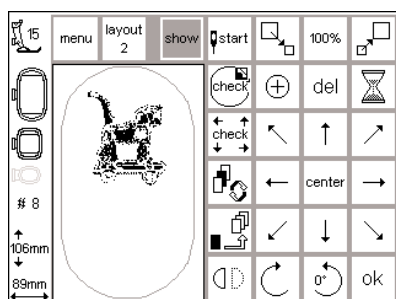 15
menu
layout
2
show
start
100%
check
del
check
center
# 8
106mm
89mm
0°
ok